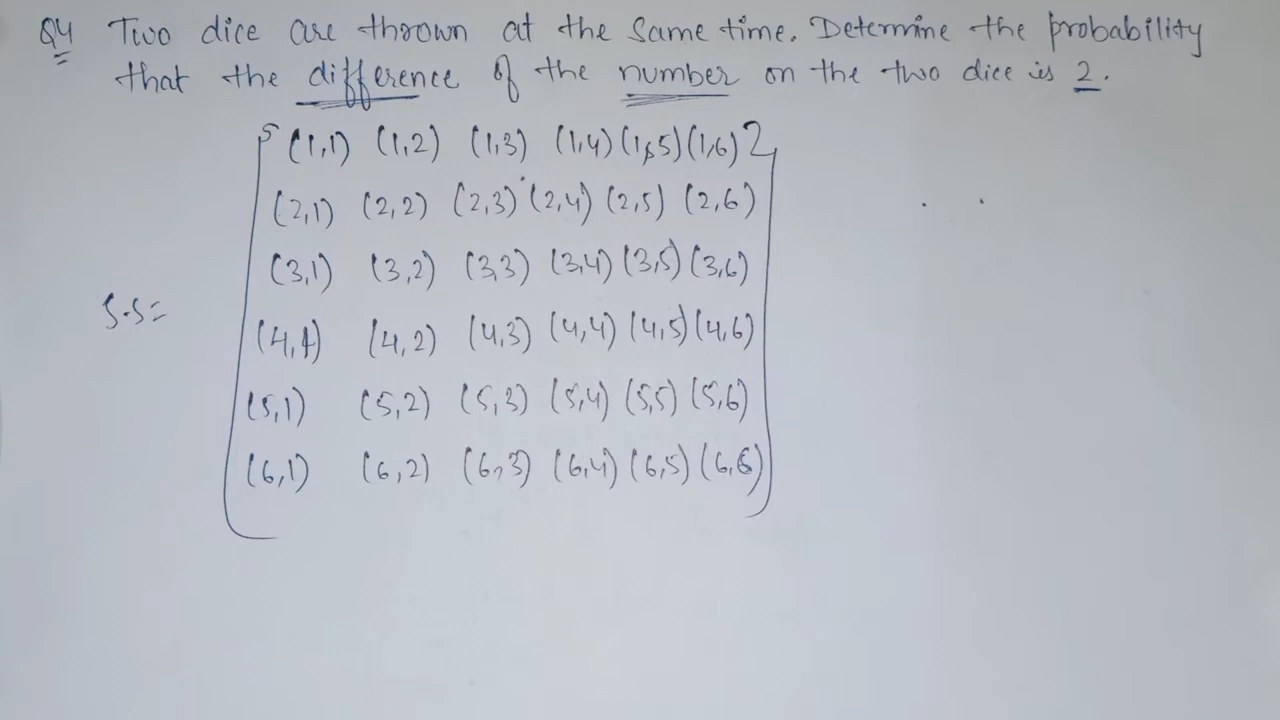 Q4 Two dice are thrown at the same time. Determine the probability
that the difference of the number on the two dice is 2.
{(1,1) (1,2) (1,3) (1,4) (1,5) (1,6)}
(2,1) (2,2) (2,3) (2,4) (2,5) (2,6)
(3,1) (3,2) (3,3) (3,4) (3,5) (3,6)
S.S=
(4,1) (4,2) (4,3) (4,4) (4,5) (4,6)
(5,1) (5,2) (5,3) (5,4) (5,5) (5,6)
(6,1) (6,2) (6,3) (6,4) (6,5) (6,6)